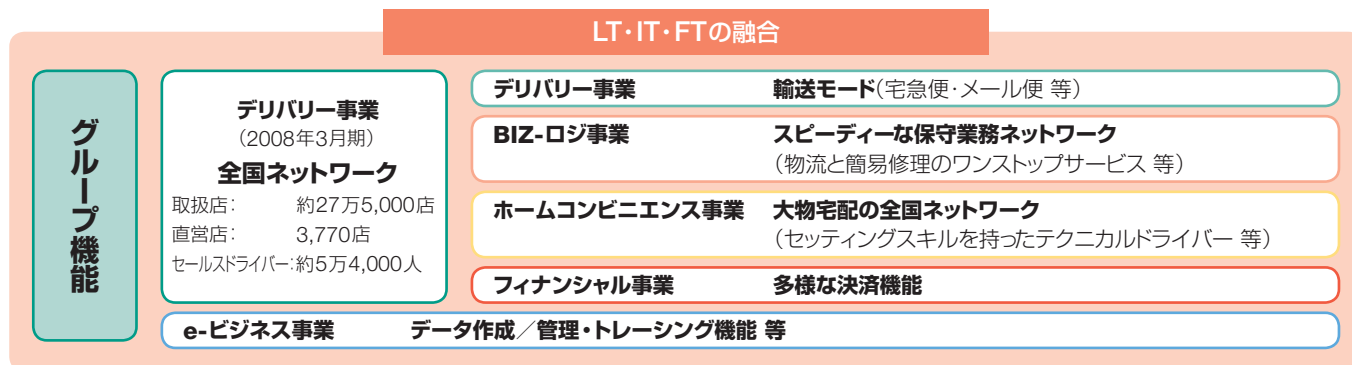 LT・IT・FTの融合
グループ機能
デリバリー事業
（2008年3月期）
全国ネットワーク
取扱店： 約27万5,000店
直営店： 3,770店
セールスドライバー：約5万4,000人
デリバリー事業 輸送モード（宅急便・メール便 等）
BIZ-ロジ事業 スピーディーな保守業務ネットワーク
（物流と簡易修理のワンストップサービス 等）
ホームコンビニエンス事業 大物宅配の全国ネットワーク
（セッティングスキルを持ったテクニカルドライバー 等）
フィナンシャル事業 多様な決済機能
e-ビジネス事業 データ作成／管理・トレーシング機能 等